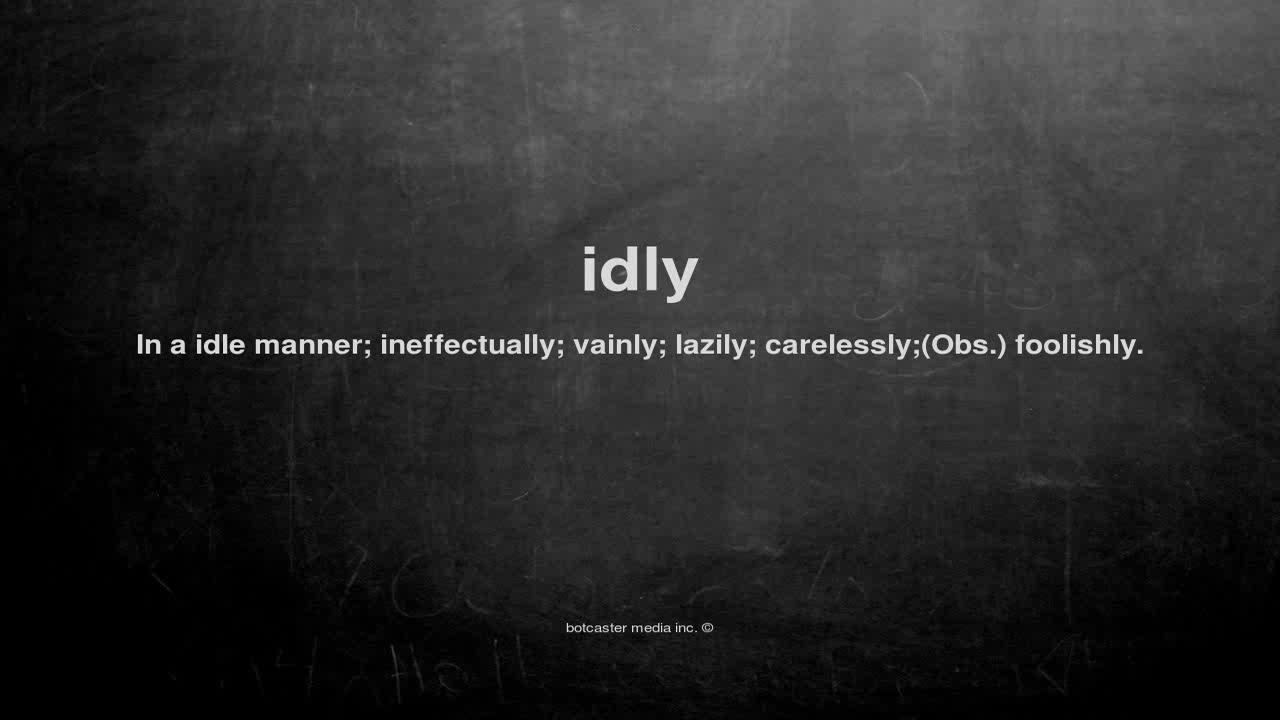 idly
In a idle manner; ineffectually; vainly; lazily; carelessly;(Obs.) foolishly.
botcaster media inc. ©